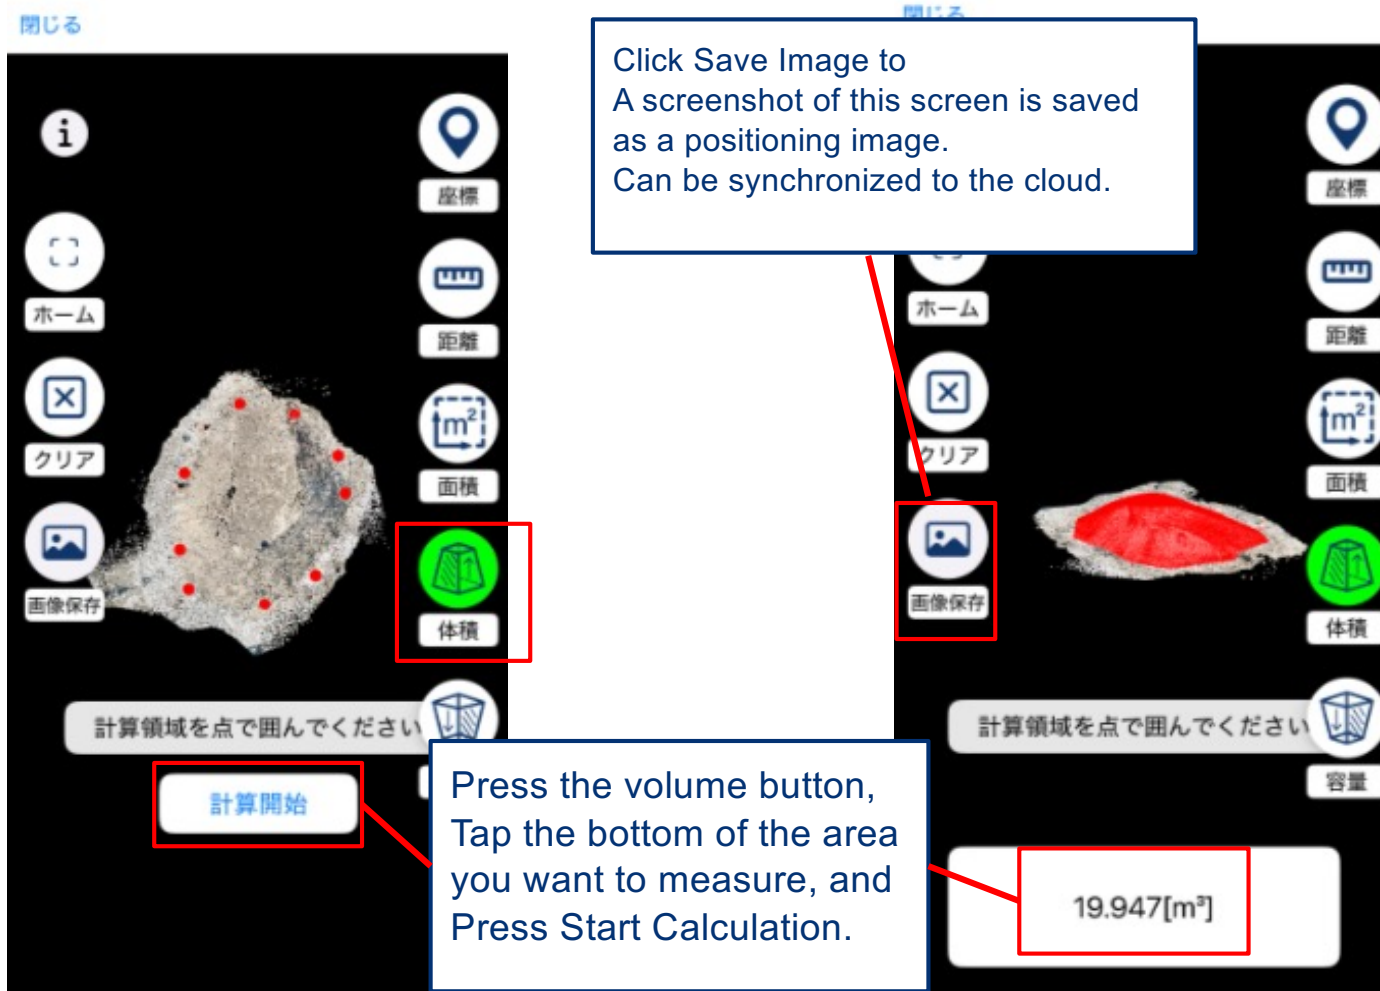 閉じる
i
座標
ホーム
距離
クリア
m²
面積
画像保存
体積
計算領域を点で囲んでください
計算開始
Click Save Image to
A screenshot of this screen is saved
as a positioning image.
Can be synchronized to the cloud.
Press the volume button,
Tap the bottom of the area
you want to measure, and
Press Start Calculation.
閉じる
座標
ホーム
距離
クリア
m²
面積
画像保存
体積
計算領域を点で囲んでください
容量
19.947[m³]